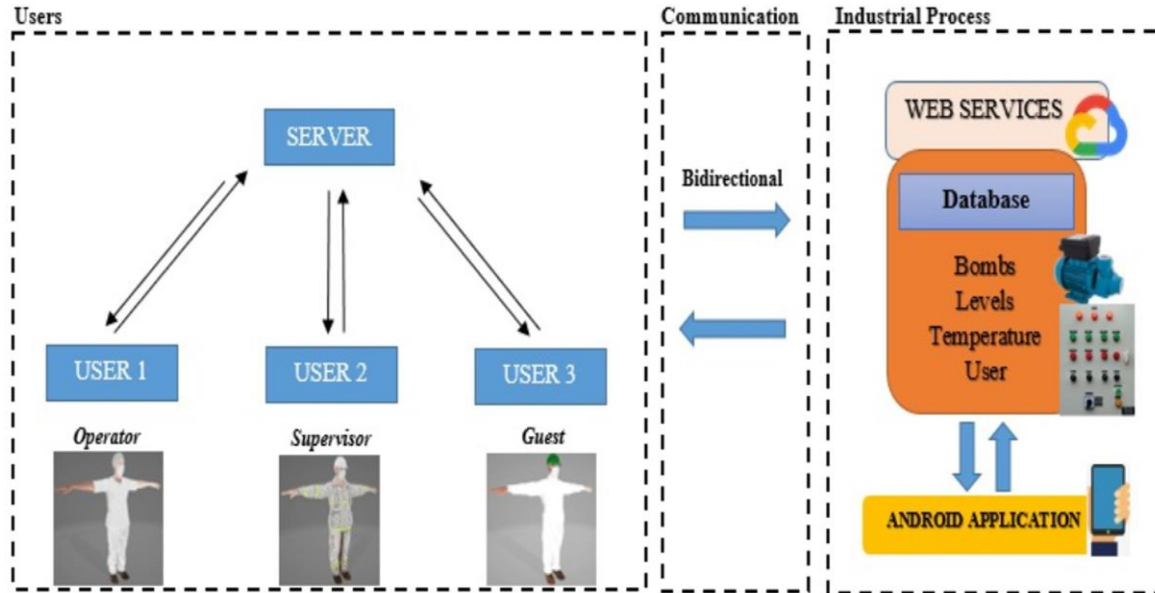 Users
Communication
Industrial Process
SERVER
USER 1
USER 2
USER 3
Operator
Supervisor
Guest
Bidirectional
WEB SERVICES
Database
Bombs
Levels
Temperature
User
ANDROID APPLICATION